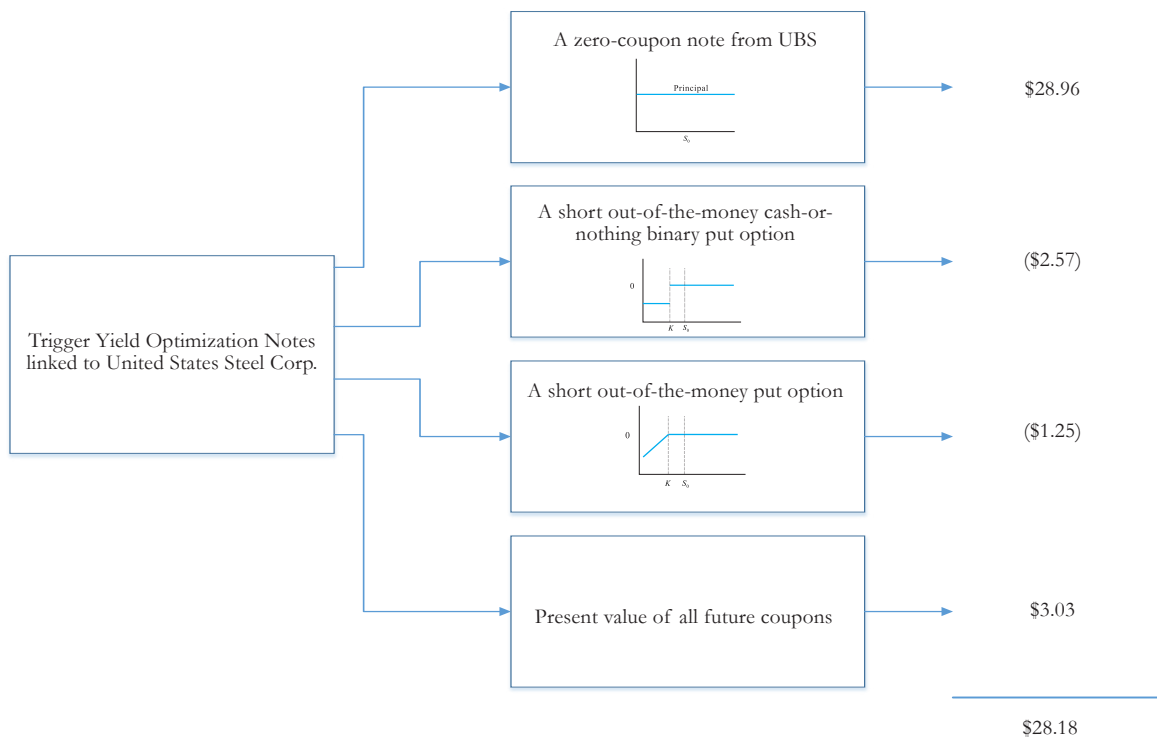 A zero-coupon note from UBS
Principal
S₀
$28.96
A short out-of-the-money cash-or-
nothing binary put option
0
K S₀
($2.57)
Trigger Yield Optimization Notes
linked to United States Steel Corp.
A short out-of-the-money put option
0
K S₀
($1.25)
Present value of all future coupons
$3.03
$28.18